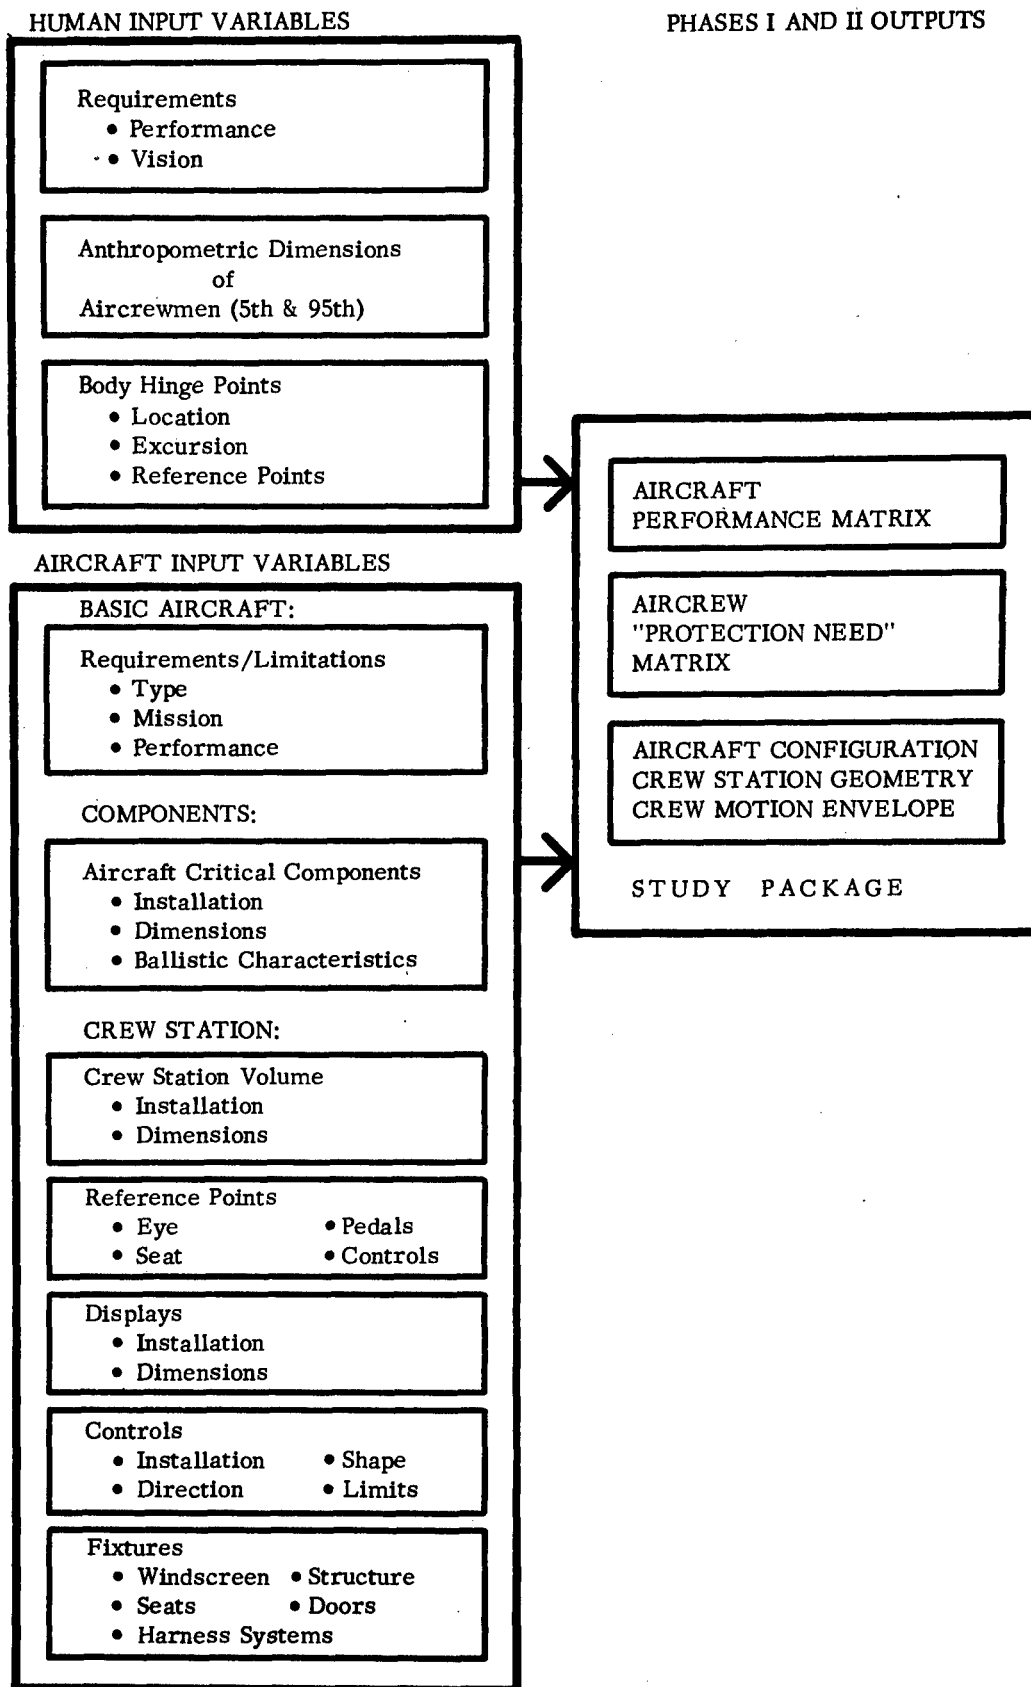 HUMAN INPUT VARIABLES
PHASES I AND II OUTPUTS
Requirements
• Performance
• Vision
Anthropometric Dimensions
of
Aircrewmen (5th & 95th)
Body Hinge Points
• Location
• Excursion
• Reference Points
AIRCRAFT INPUT VARIABLES
BASIC AIRCRAFT:
Requirements/Limitations
• Type
• Mission
• Performance
COMPONENTS:
Aircraft Critical Components
• Installation
• Dimensions
• Ballistic Characteristics
CREW STATION:
Crew Station Volume
• Installation
• Dimensions
Reference Points
• Eye • Pedals
• Seat • Controls
Displays
• Installation
• Dimensions
Controls
• Installation • Shape
• Direction • Limits
Fixtures
• Windscreen • Structure
• Seats • Doors
• Harness Systems
AIRCRAFT
PERFORMANCE MATRIX
AIRCREW
"PROTECTION NEED"
MATRIX
AIRCRAFT CONFIGURATION
CREW STATION GEOMETRY
CREW MOTION ENVELOPE
STUDY PACKAGE